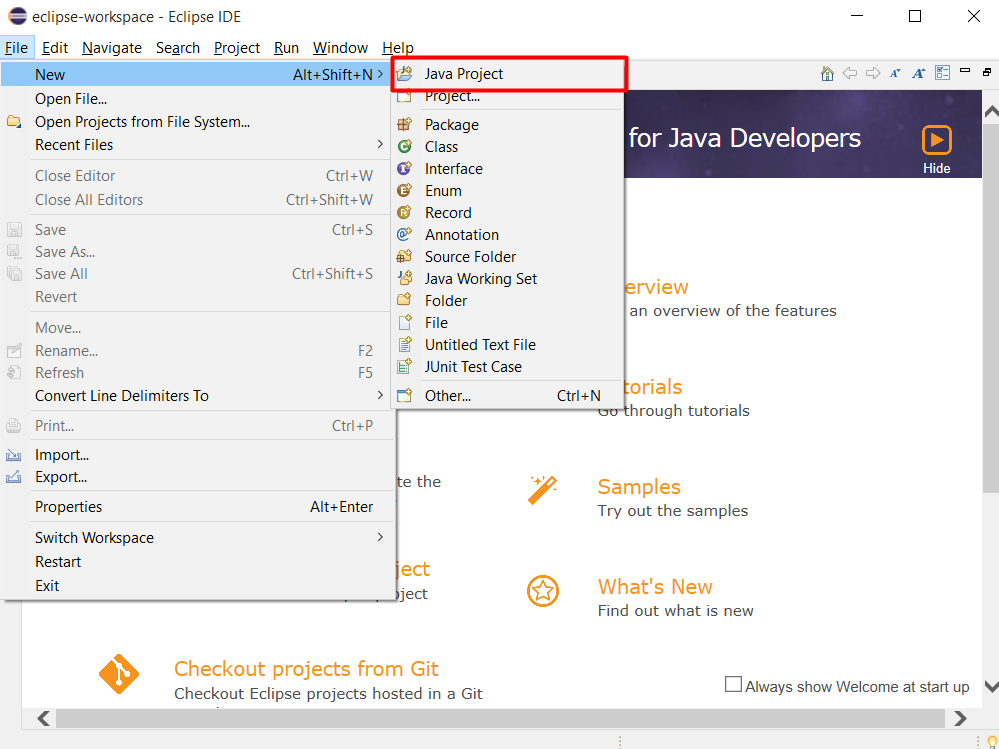 eclipse-workspace - Eclipse IDE
File Edit Navigate Search Project Run Window Help
New Alt+Shift+N
Open File...
Open Projects from File System...
Recent Files
Close Editor Ctrl+W
Close All Editors Ctrl+Shift+W
Save Ctrl+S
Save As...
Save All Ctrl+Shift+S
Revert
Move...
Rename... F2
Refresh F5
Convert Line Delimiters To
Print... Ctrl+P
Import...
Export...
Properties Alt+Enter
Switch Workspace
Restart
Exit
Java Project
Project...
Package
Class
Interface
Enum
Record
Annotation
Source Folder
Java Working Set
Folder
File
Untitled Text File
JUnit Test Case
Other... Ctrl+N
for Java Developers
Hide
erview
an overview of the features
torials
Go through tutorials
te the
Samples
Try out the samples
ject
oject
What's New
Find out what is new
Checkout projects from Git
Checkout Eclipse projects hosted in a Git
Always show Welcome at start up